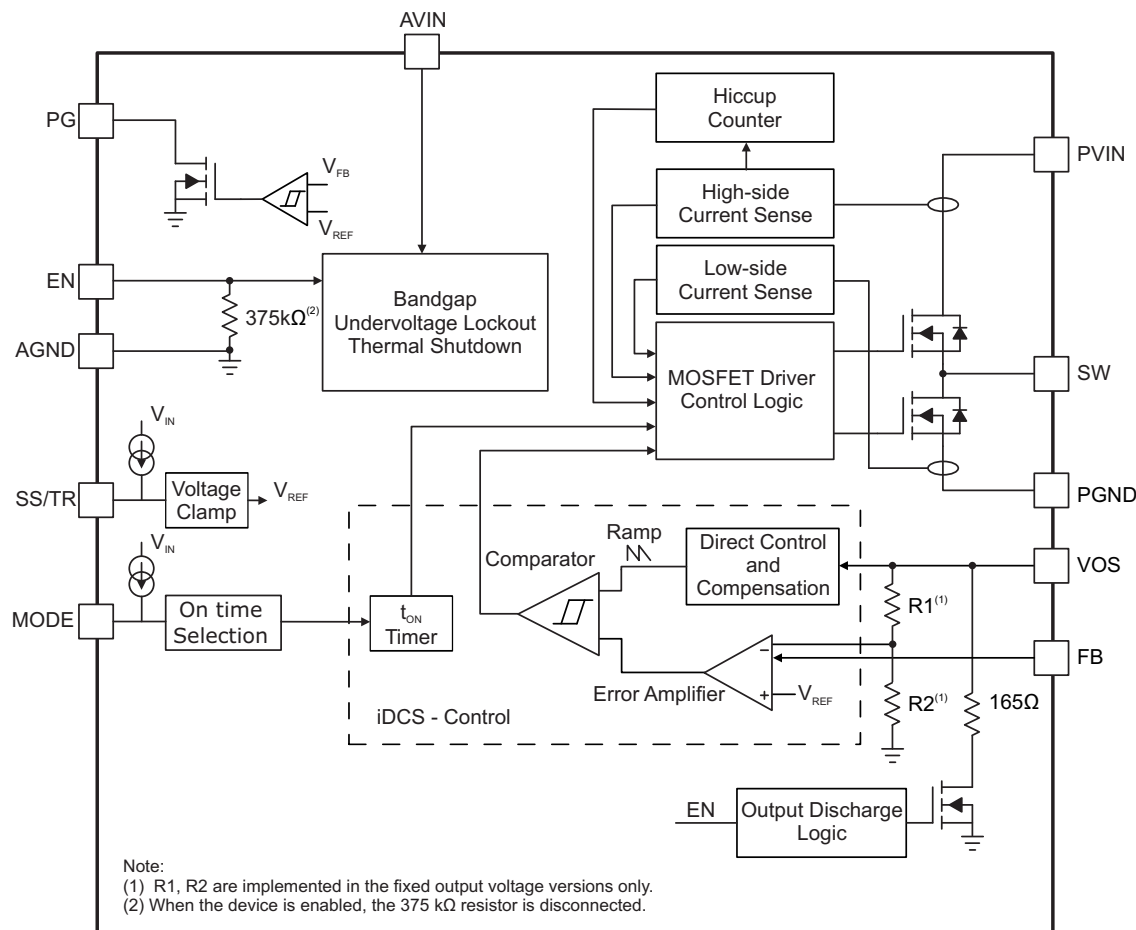 AVIN
PG
V_FB
V_REF
EN
375kΩ(2)
AGND
Bandgap
Undervoltage Lockout
Thermal Shutdown
Hiccup
Counter
High-side
Current Sense
Low-side
Current Sense
MOSFET Driver
Control Logic
PVIN
SW
PGND
V_IN
SS/TR
Voltage
Clamp
V_REF
V_IN
MODE
On time
Selection
t_ON
Timer
Comparator
Ramp
Direct Control
and
Compensation
Error Amplifier
−
+
V_REF
iDCS - Control
R1(1)
R2(1)
VOS
FB
165Ω
EN
Output Discharge
Logic
Note:
(1) R1, R2 are implemented in the fixed output voltage versions only.
(2) When the device is enabled, the 375 kΩ resistor is disconnected.